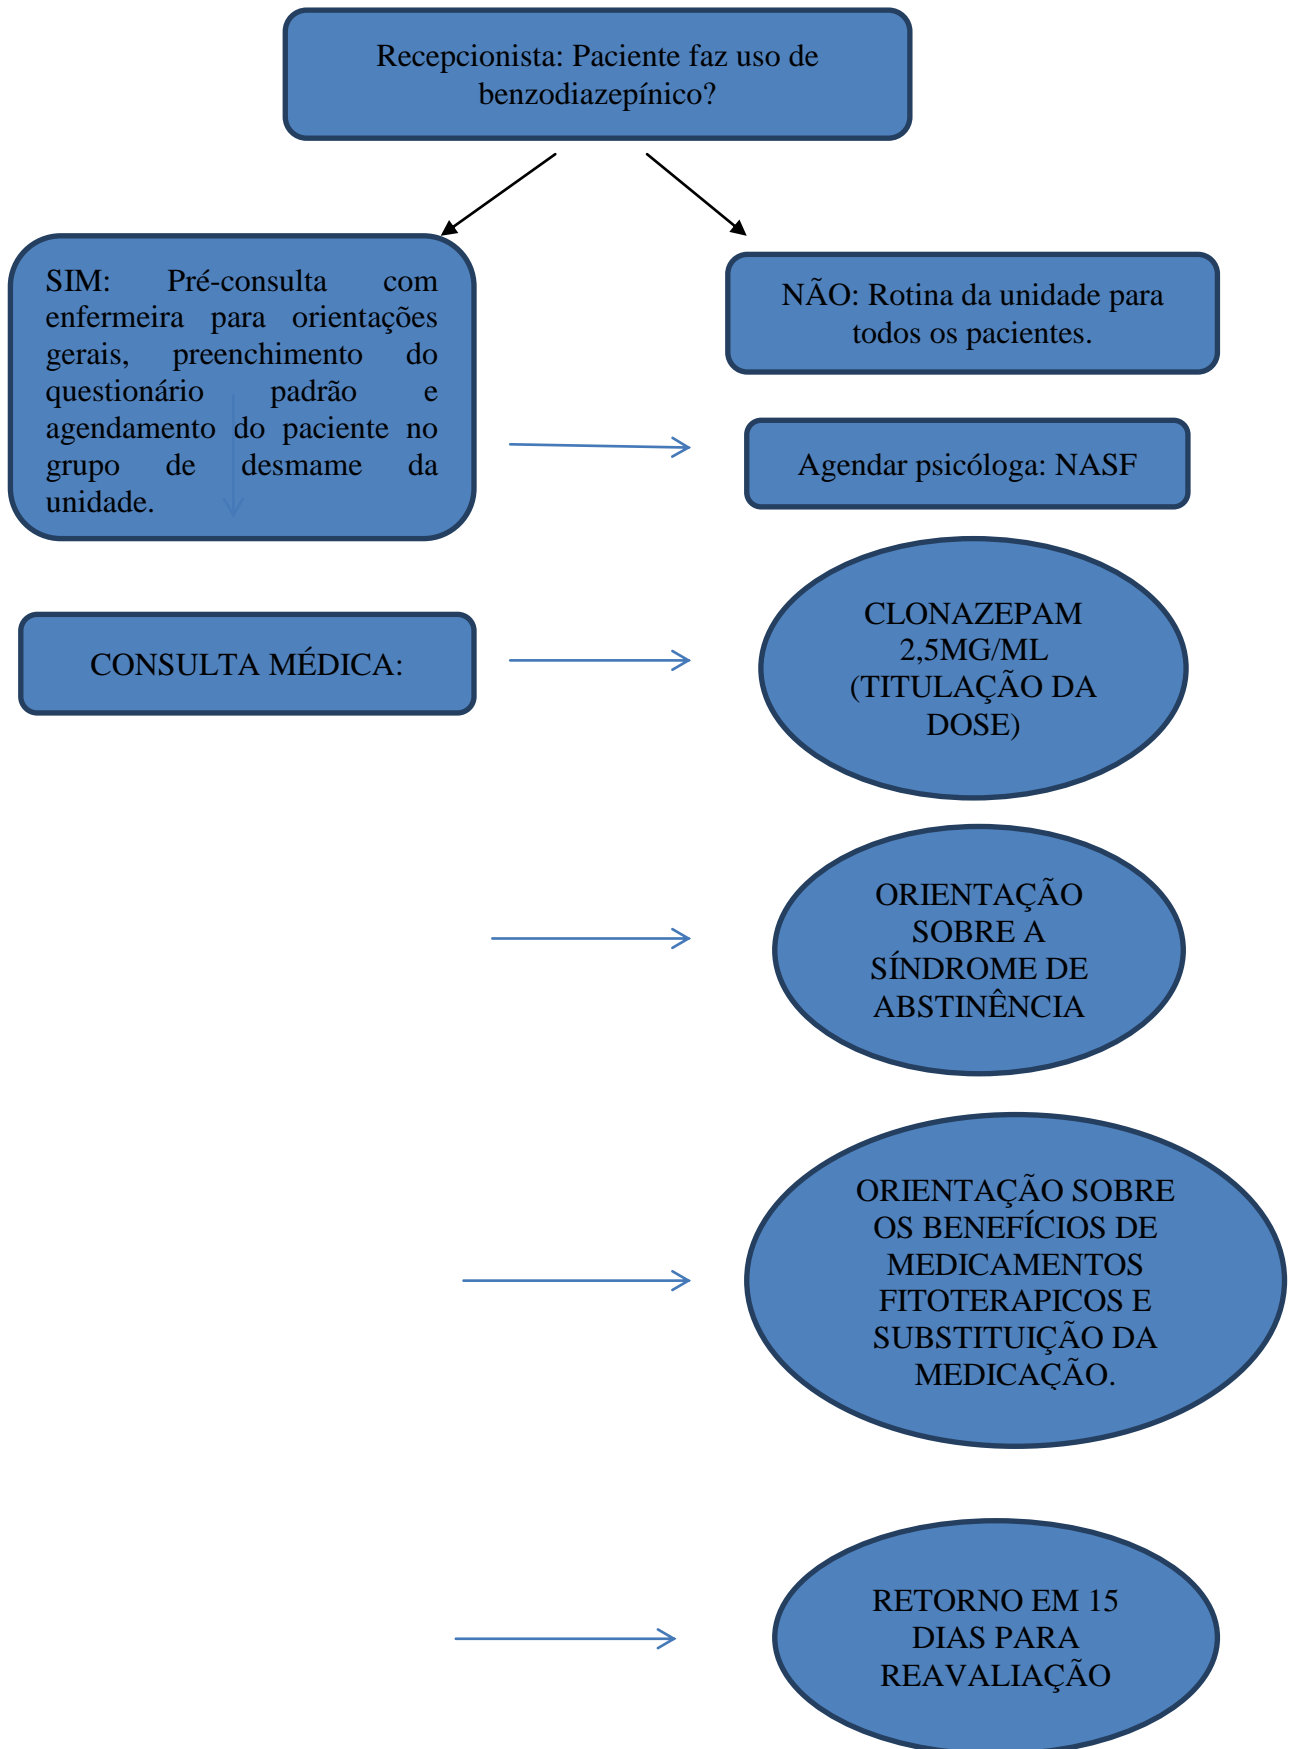 Recepcionista: Paciente faz uso de
benzodiazepínico?
SIM: Pré-consulta com
enfermeira para orientações
gerais, preenchimento do
questionário padrão e
agendamento do paciente no
grupo de desmame da
unidade.
NÃO: Rotina da unidade para
todos os pacientes.
Agendar psicóloga: NASF
CONSULTA MÉDICA:
CLONAZEPAM
2,5MG/ML
(TITULAÇÃO DA
DOSE)
ORIENTAÇÃO
SOBRE A
SÍNDROME DE
ABSTINÊNCIA
ORIENTAÇÃO SOBRE
OS BENEFÍCIOS DE
MEDICAMENTOS
FITOTERAPICOS E
SUBSTITUIÇÃO DA
MEDICAÇÃO.
RETORNO EM 15
DIAS PARA
REAVALIAÇÃO